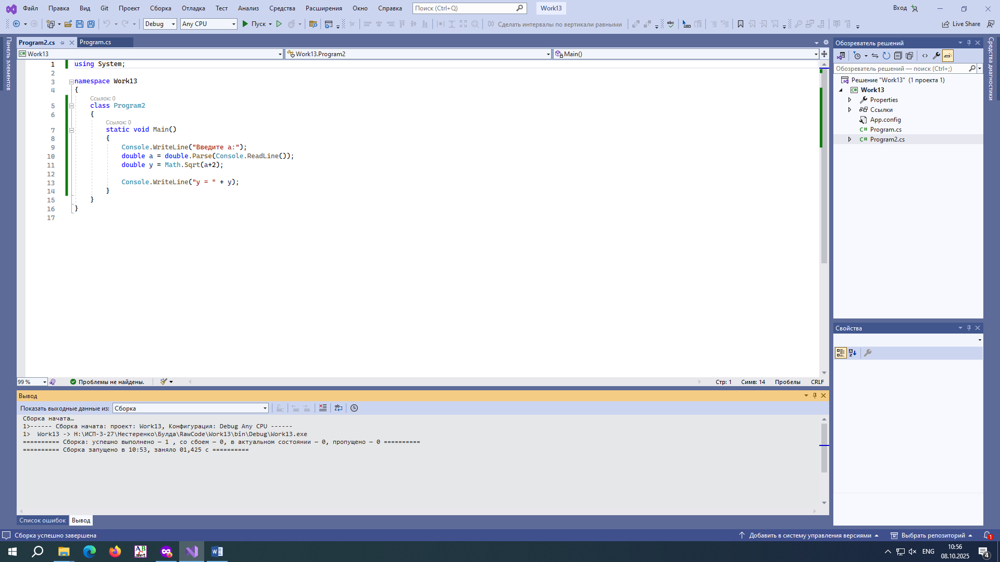 Файл Правка Вид Git Проект Сборка Отладка Тест Анализ Средства Расширения Окно Справка Поиск (Ctrl+Q) Work13 Вход
Debug Any CPU Пуск Сделать интервалы по вертикали равными Live Share
Панель элементов
Program2.cs Program.cs
Work13 Work13.Program2 Main()
1 using System;
2
3 namespace Work13
4 {
Ссылок: 0
5 class Program2
6 {
Ссылок: 0
7 static void Main()
8 {
9 Console.WriteLine("Введите a:");
10 double a = double.Parse(Console.ReadLine());
11 double y = Math.Sqrt(a+2);
12
13 Console.WriteLine("y = " + y);
14 }
15 }
16 }
17
99 % Проблемы не найдены. Стр: 1 Симв: 14 Пробелы CRLF
Вывод
Показать выходные данные из: Сборка
Сборка начата…
1>------ Сборка начата: проект: Work13, Конфигурация: Debug Any CPU ------
1>  Work13 -> H:\ИСП-3-27\Нестеренко\Булда\RawCode\Work13\bin\Debug\Work13.exe
========== Сборка: успешно выполнено — 1 , со сбоем — 0, в актуальном состоянии — 0, пропущено — 0 ==========
========== Сборка запущено в 10:53, заняло 01,425 с ==========
Список ошибок Вывод
Обозреватель решений
Обозреватель решений — поиск (Ctrl+;)
Решение "Work13" (1 проекта 1)
Work13
Properties
Ссылки
App.config
C# Program.cs
C# Program2.cs
Свойства
Средства диагностики
Сборка успешно завершена Добавить в систему управления версиями Выбрать репозиторий 1
ABC.net ENG 10:56
08.10.2025 4